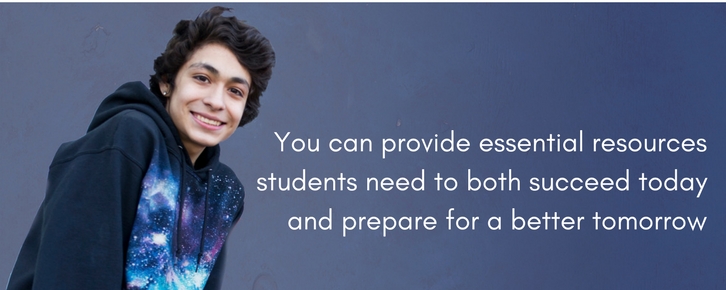 You can provide essential resources
students need to both succeed today
and prepare for a better tomorrow